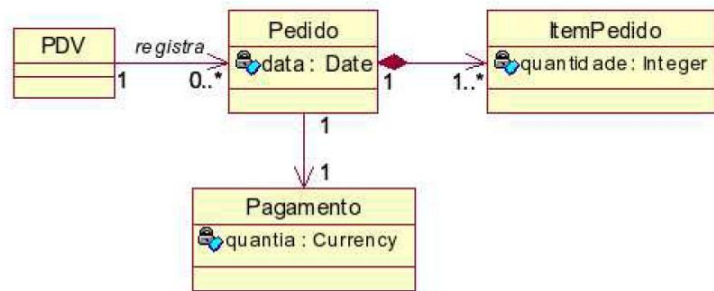 PDV
registra
1
0..*
Pedido
data : Date
1
1..*
ItemPedido
quantidade : Integer
1
1
Pagamento
quantia : Currency